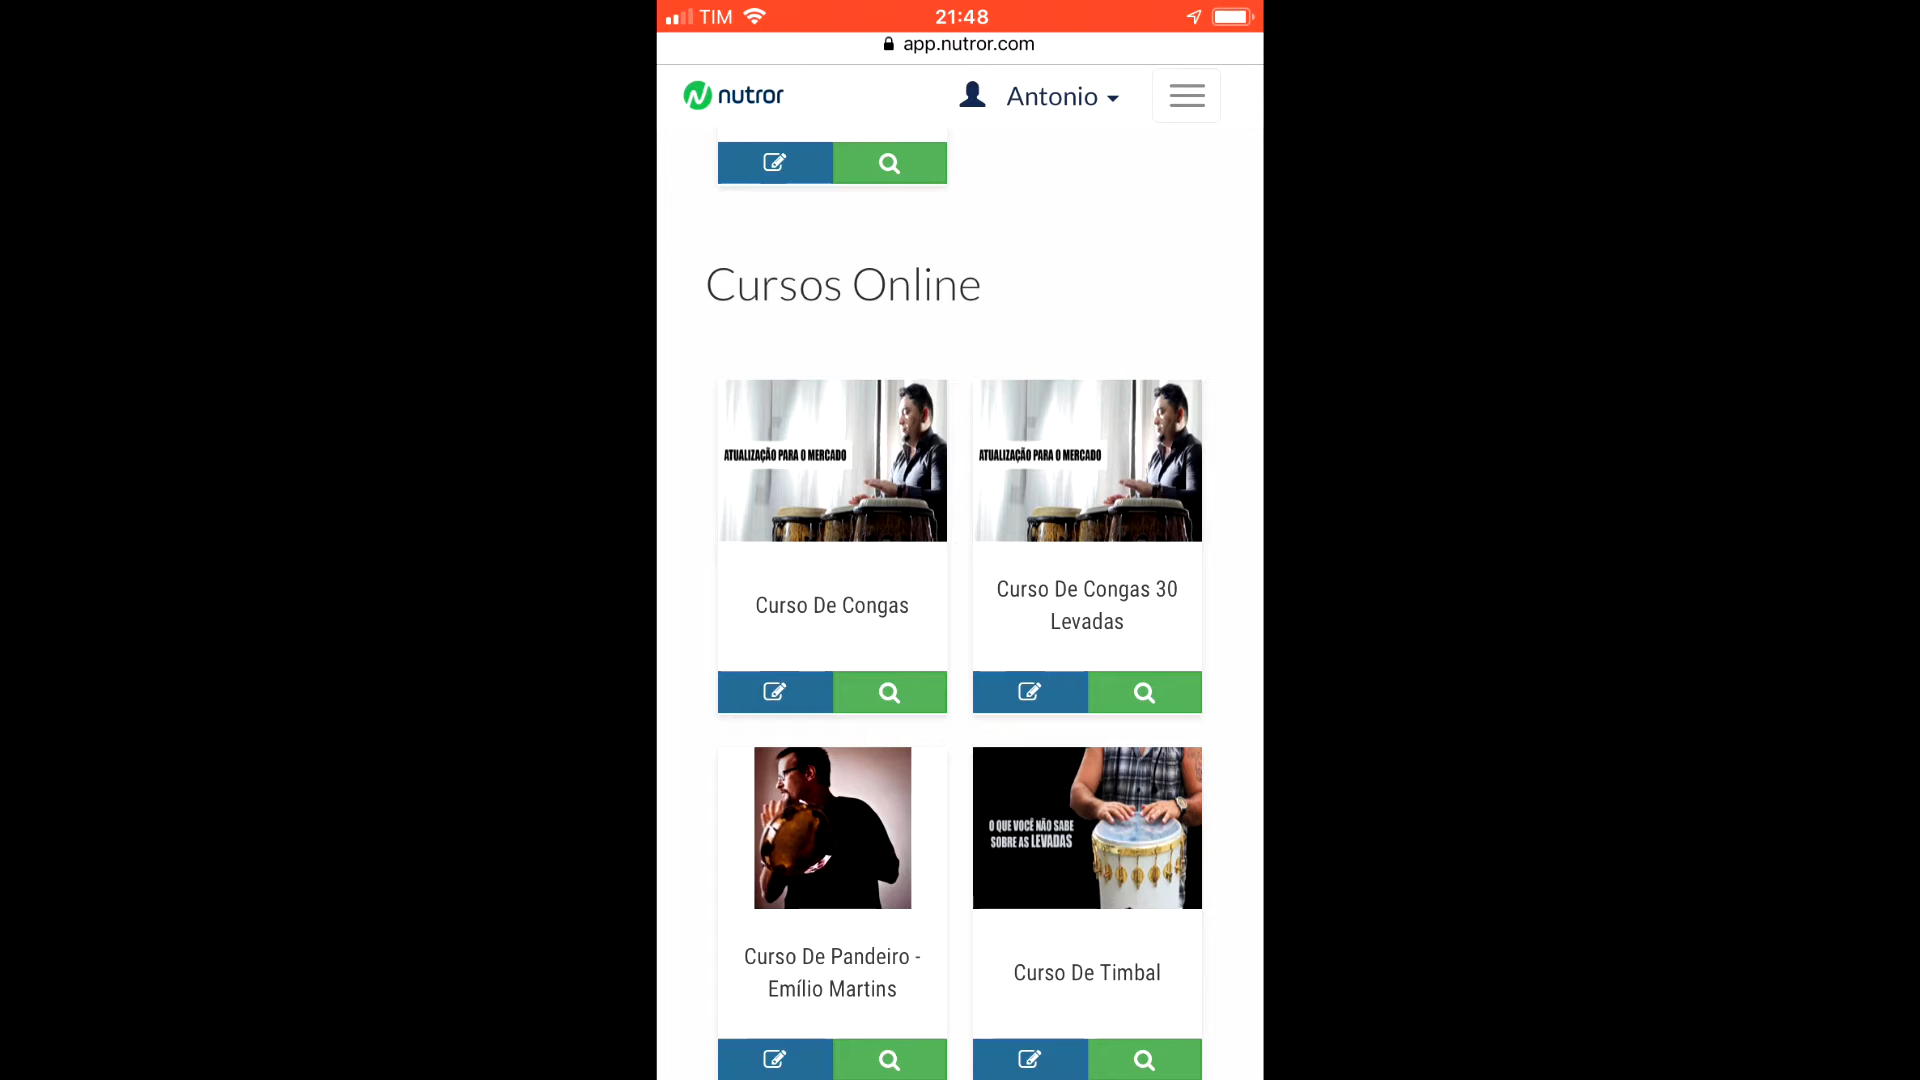 TIM
21:48
app.nutror.com
nutror
Antonio
Cursos Online
ATUALIZAÇÃO PARA O MERCADO
ATUALIZAÇÃO PARA O MERCADO
Curso De Congas
Curso De Congas 30
Levadas
O QUE VOCÊ NÃO SABE
SOBRE AS LEVADAS
Curso De Pandeiro -
Emílio Martins
Curso De Timbal